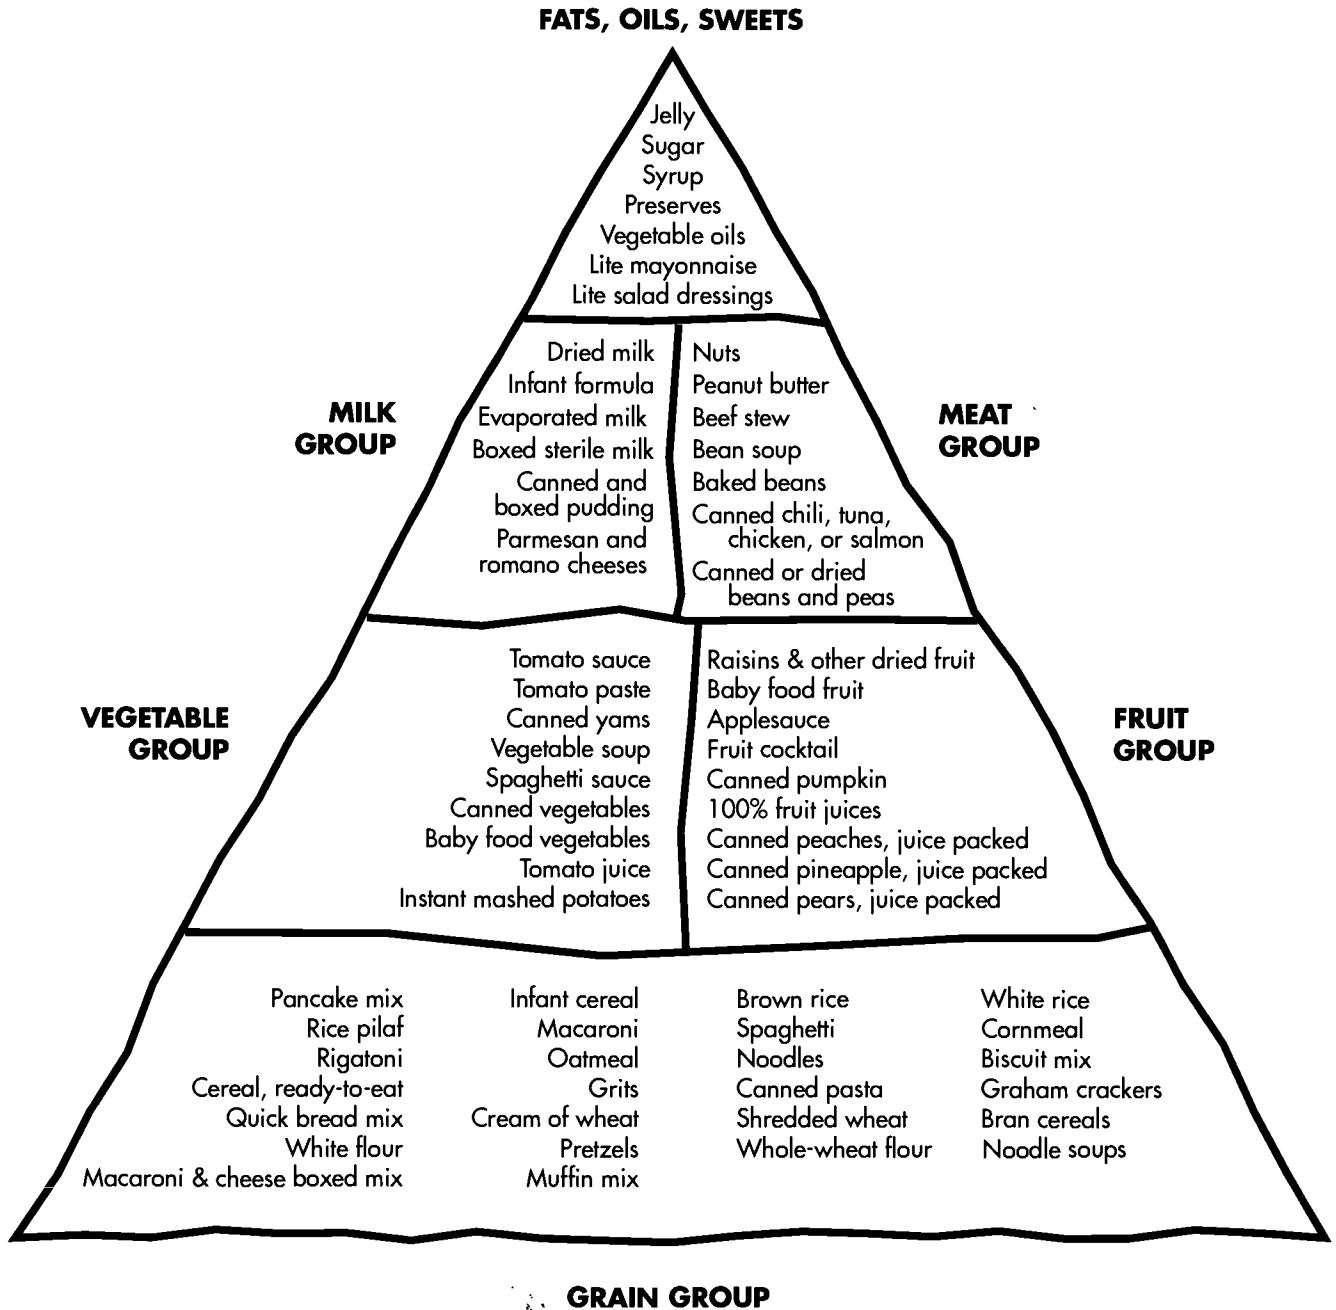 FATS, OILS, SWEETS
Jelly
Sugar
Syrup
Preserves
Vegetable oils
Lite mayonnaise
Lite salad dressings
MILK
GROUP
Dried milk
Infant formula
Evaporated milk
Boxed sterile milk
Canned and
boxed pudding
Parmesan and
romano cheeses
Nuts
Peanut butter
Beef stew
Bean soup
Baked beans
Canned chili, tuna,
chicken, or salmon
Canned or dried
beans and peas
MEAT
GROUP
VEGETABLE
GROUP
Tomato sauce
Tomato paste
Canned yams
Vegetable soup
Spaghetti sauce
Canned vegetables
Baby food vegetables
Tomato juice
Instant mashed potatoes
Raisins & other dried fruit
Baby food fruit
Applesauce
Fruit cocktail
Canned pumpkin
100% fruit juices
Canned peaches, juice packed
Canned pineapple, juice packed
Canned pears, juice packed
FRUIT
GROUP
Pancake mix
Rice pilaf
Rigatoni
Cereal, ready-to-eat
Quick bread mix
White flour
Macaroni & cheese boxed mix
Infant cereal
Macaroni
Oatmeal
Grits
Cream of wheat
Pretzels
Muffin mix
Brown rice
Spaghetti
Noodles
Canned pasta
Shredded wheat
Whole-wheat flour
White rice
Cornmeal
Biscuit mix
Graham crackers
Bran cereals
Noodle soups
GRAIN GROUP